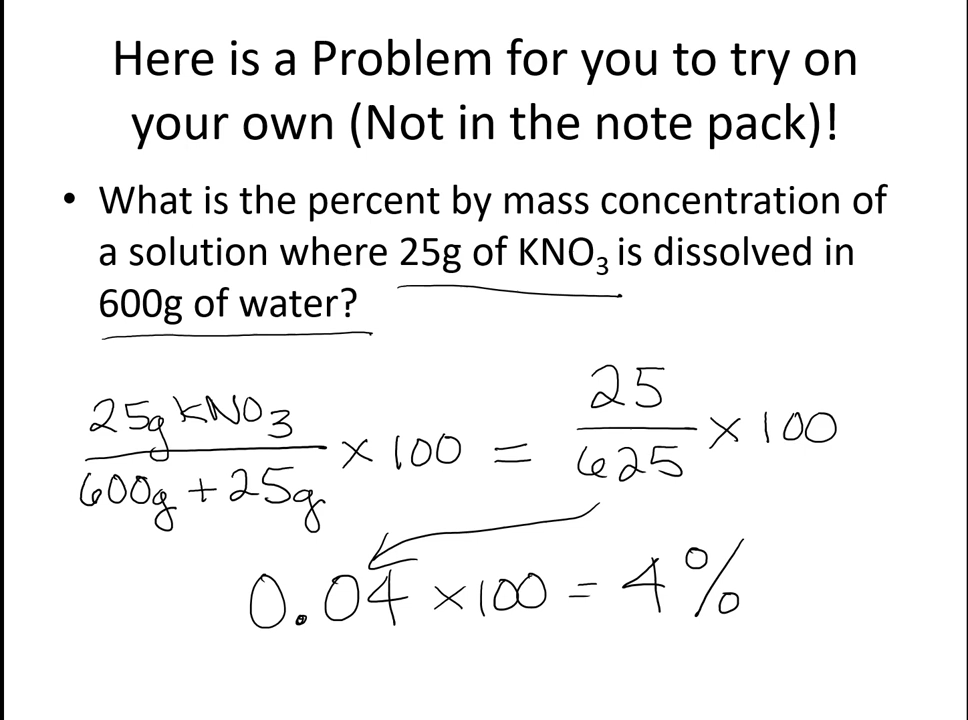 Here is a Problem for you to try on
your own (Not in the note pack)!
• What is the percent by mass concentration of
a solution where 25g of KNO₃ is dissolved in
600g of water?
25g KNO₃ / 600g + 25g × 100 = 25 / 625 × 100
0.04 × 100 = 4%